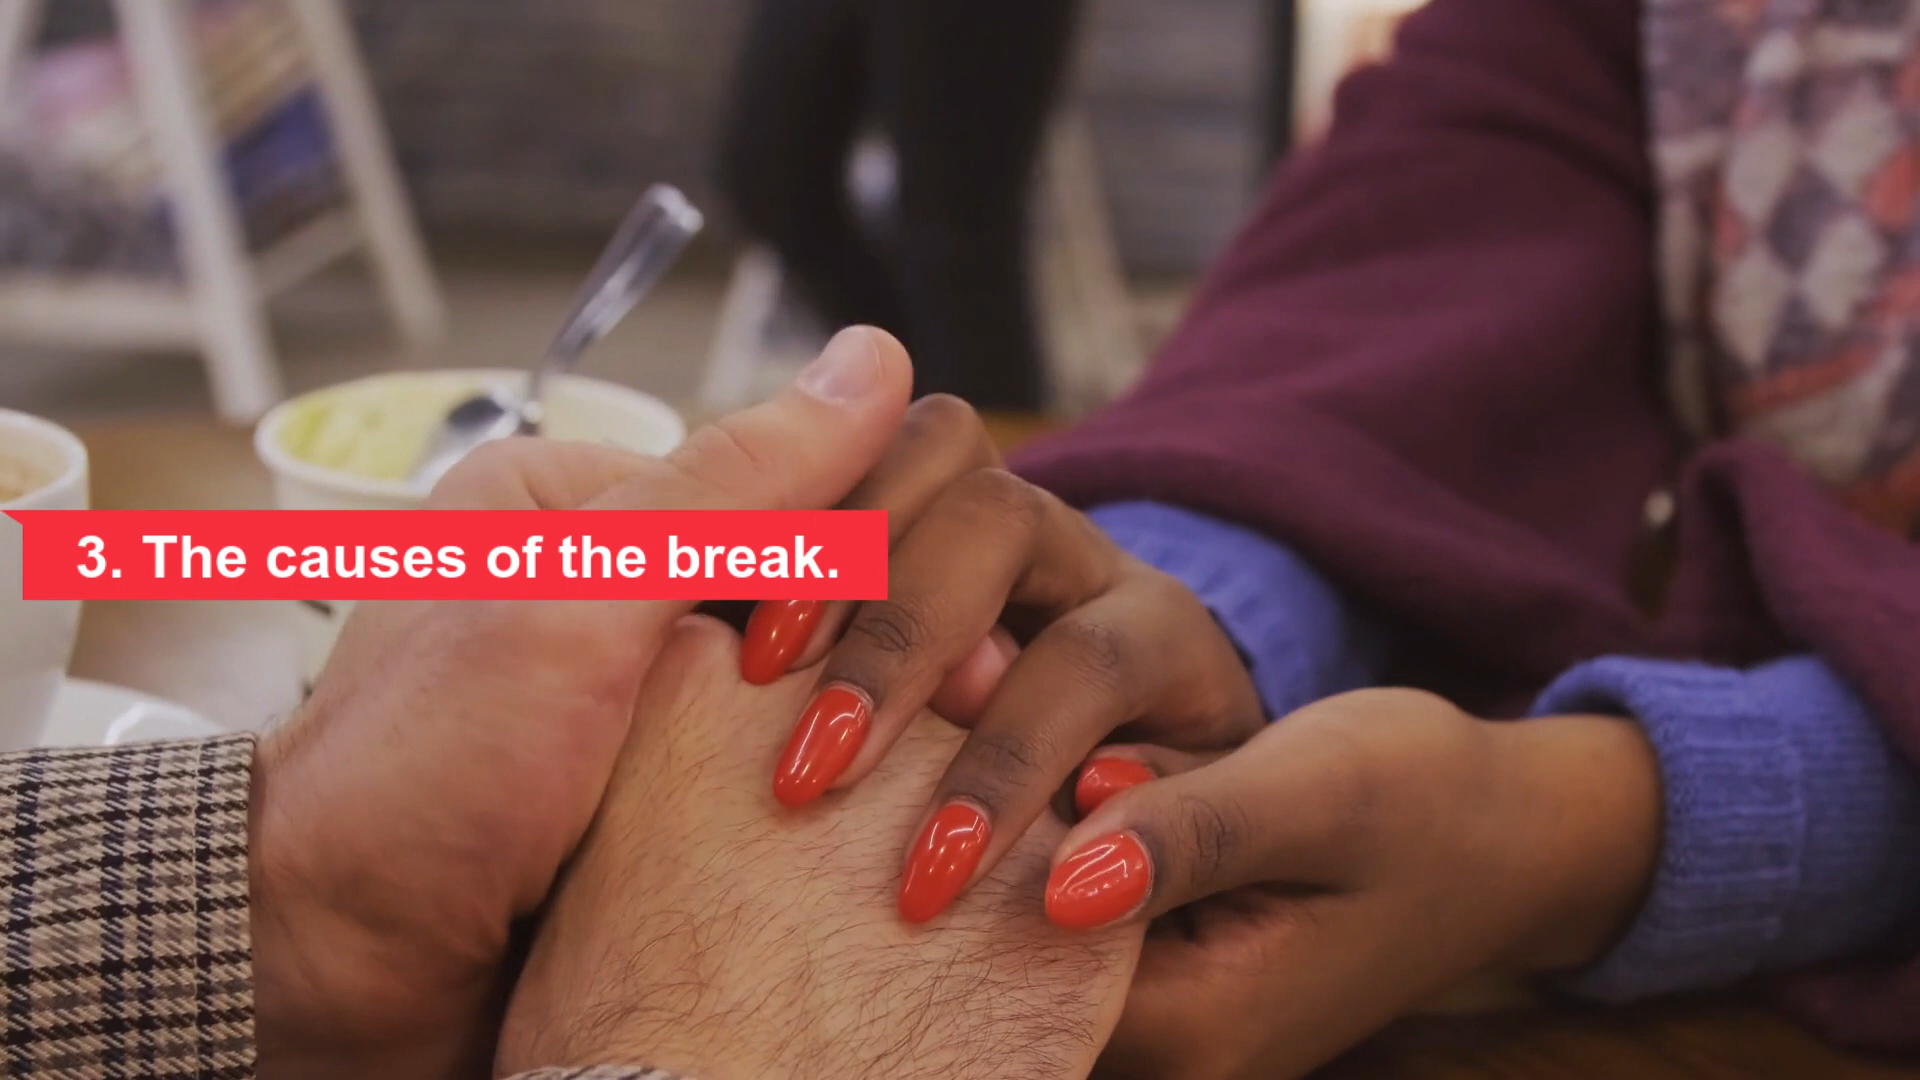 3. The causes of the break.